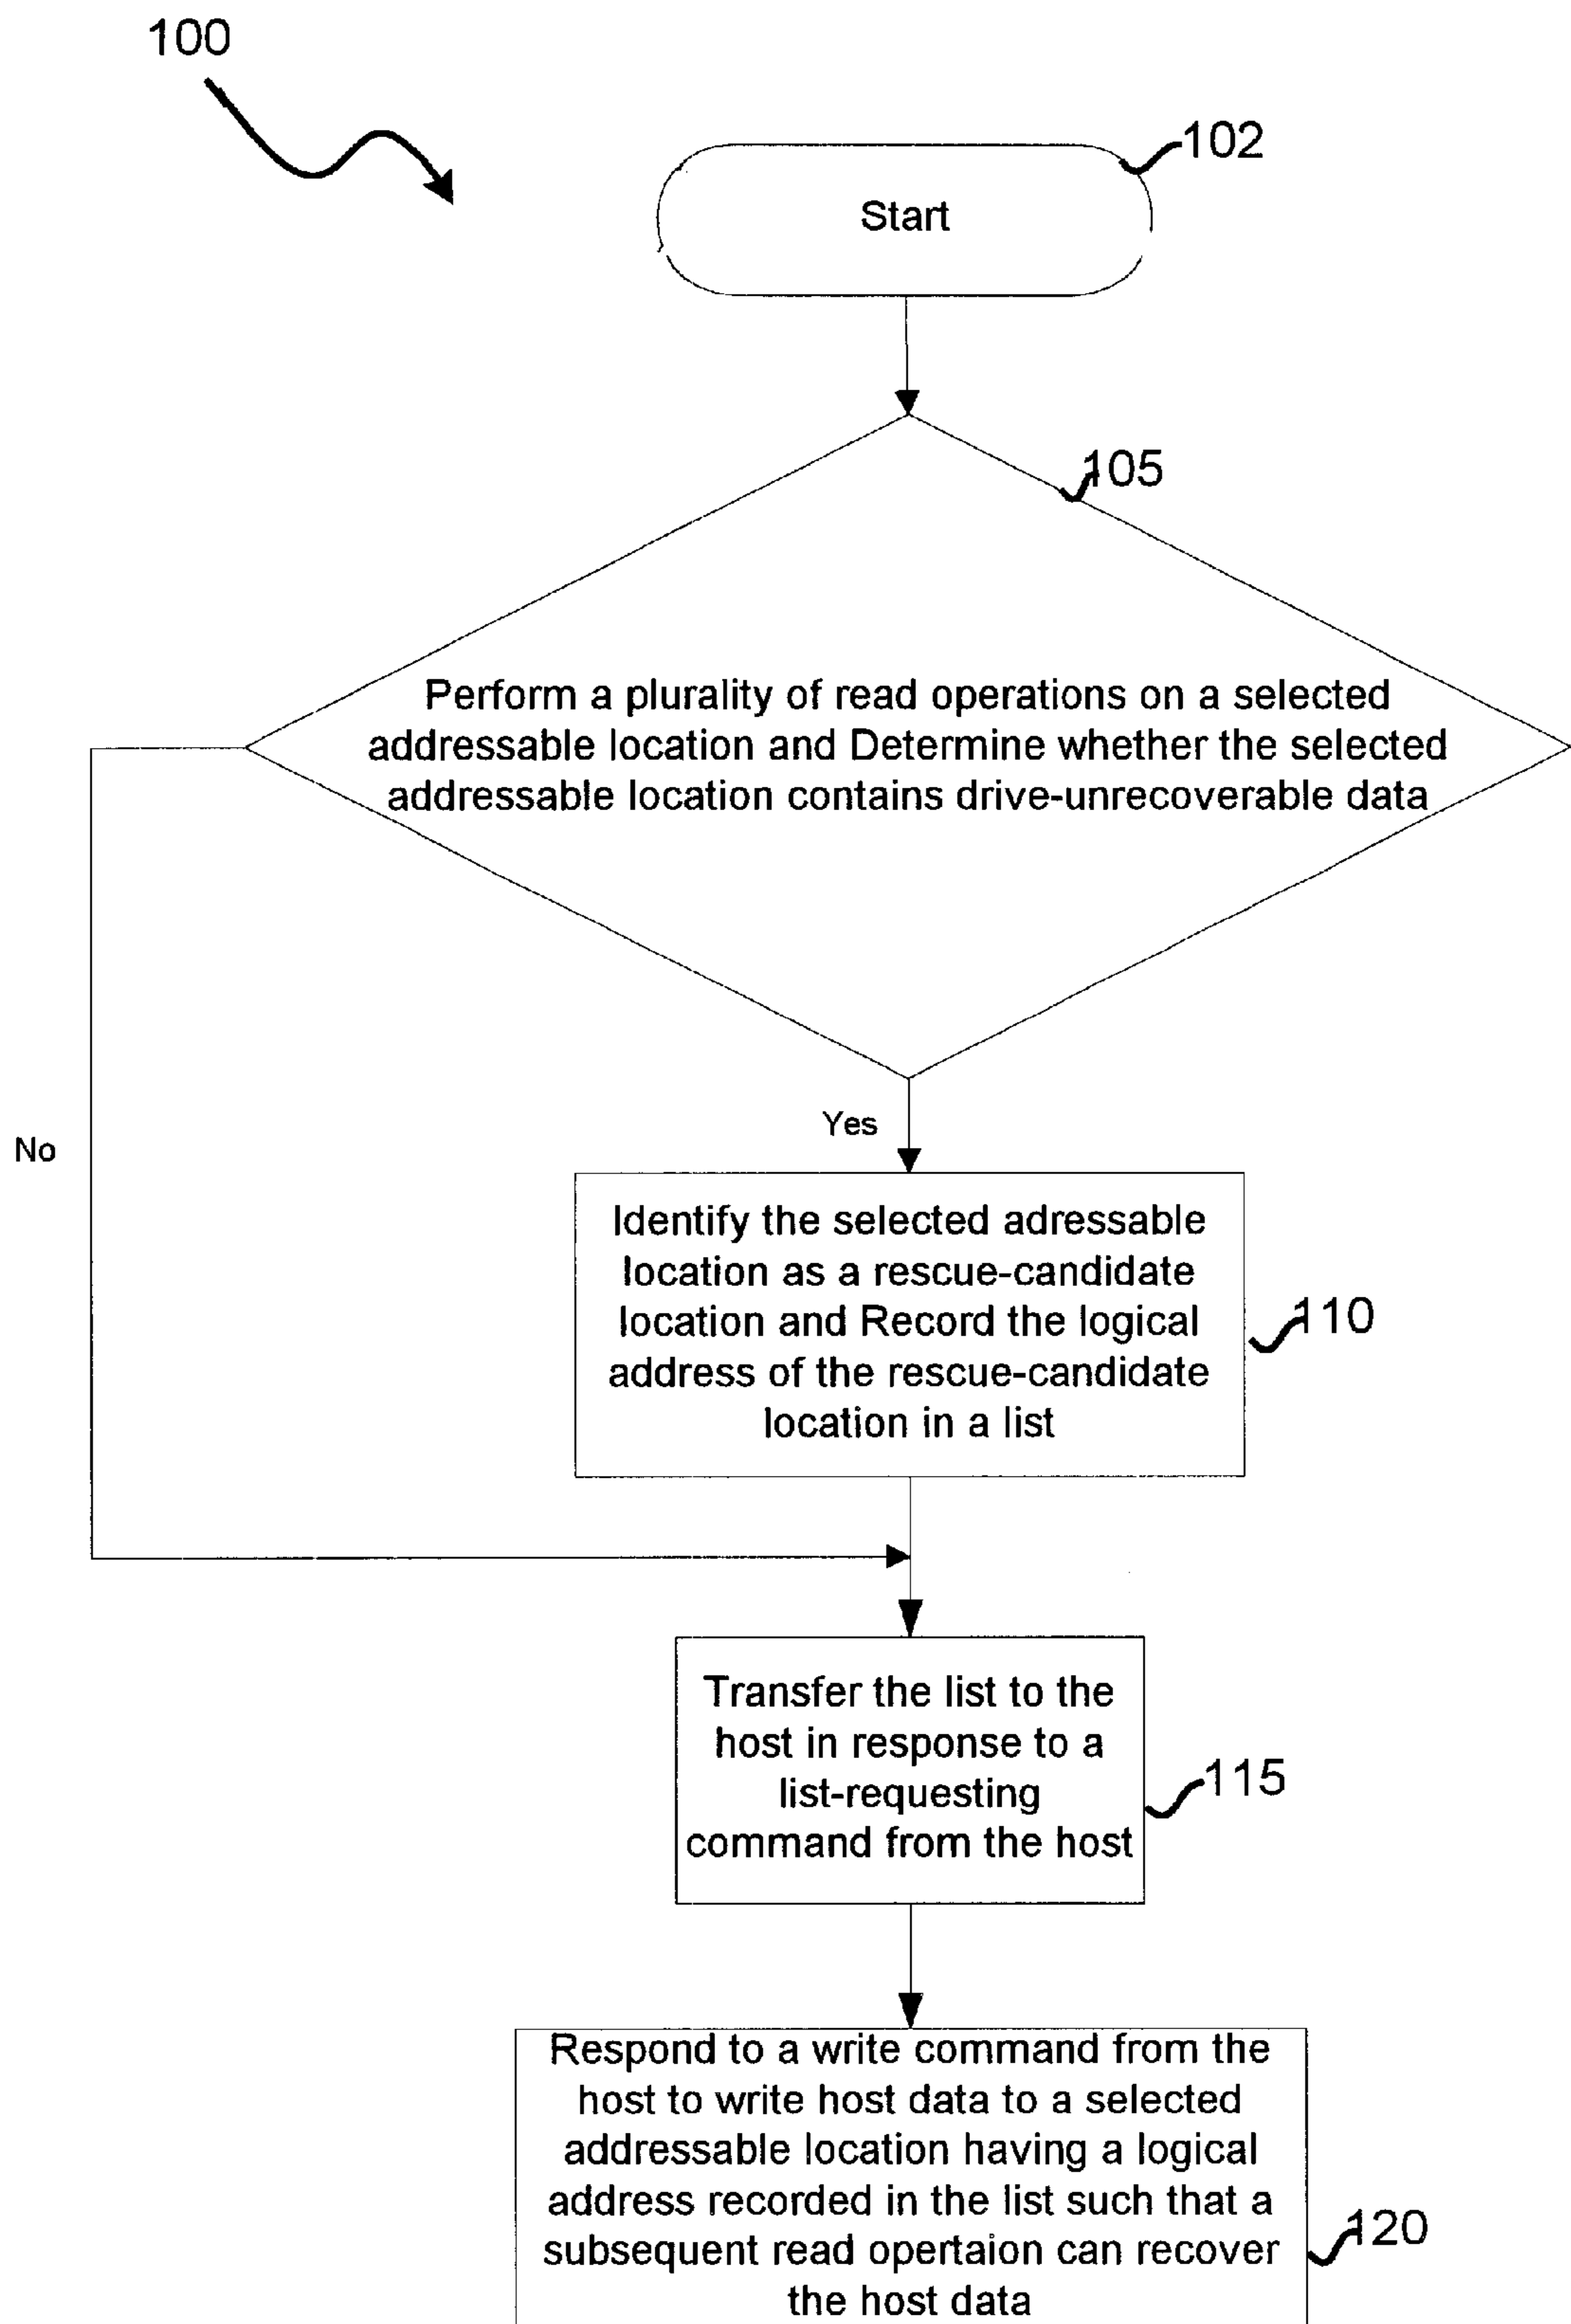 100
102
Start
105
Perform a plurality of read operations on a selected
addressable location and Determine whether the selected
addressable location contains drive-unrecoverable data
Yes
No
Identify the selected adressable
location as a rescue-candidate
location and Record the logical
address of the rescue-candidate
location in a list
110
Transfer the list to the
host in response to a
list-requesting
command from the host
115
Respond to a write command from the
host to write host data to a selected
addressable location having a logical
address recorded in the list such that a
subsequent read opertaion can recover
the host data
120